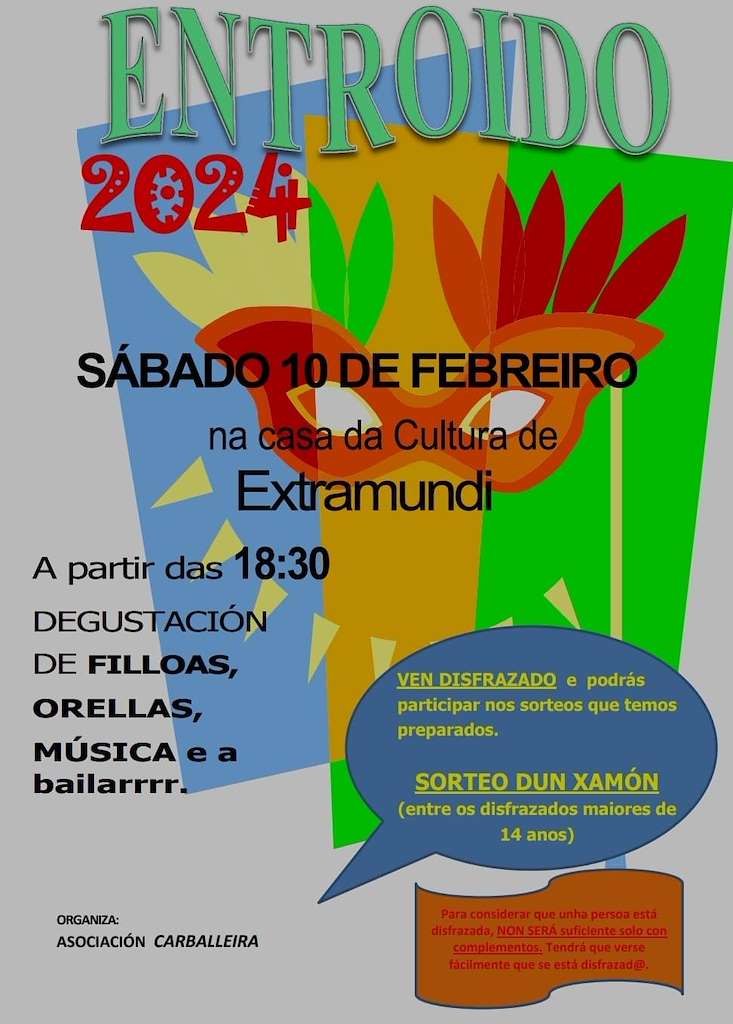 ENTROIDO
2024
SÁBADO 10 DE FEBREIRO
na casa da Cultura de
Extramundi
A partir das 18:30
DEGUSTACIÓN
DE FILLOAS,
ORELLAS,
MÚSICA e a
bailarrrr.
VEN DISFRAZADO e podrás
participar nos sorteos que temos
preparados.
SORTEO DUN XAMÓN
(entre os disfrazados maiores de
14 anos)
ORGANIZA:
ASOCIACIÓN CARBALLEIRA
Para considerar que unha persoa está
disfrazada, NON SERÁ suficiente solo con
complementos. Tendrá que verse
fácilmente que se está disfrazad@.